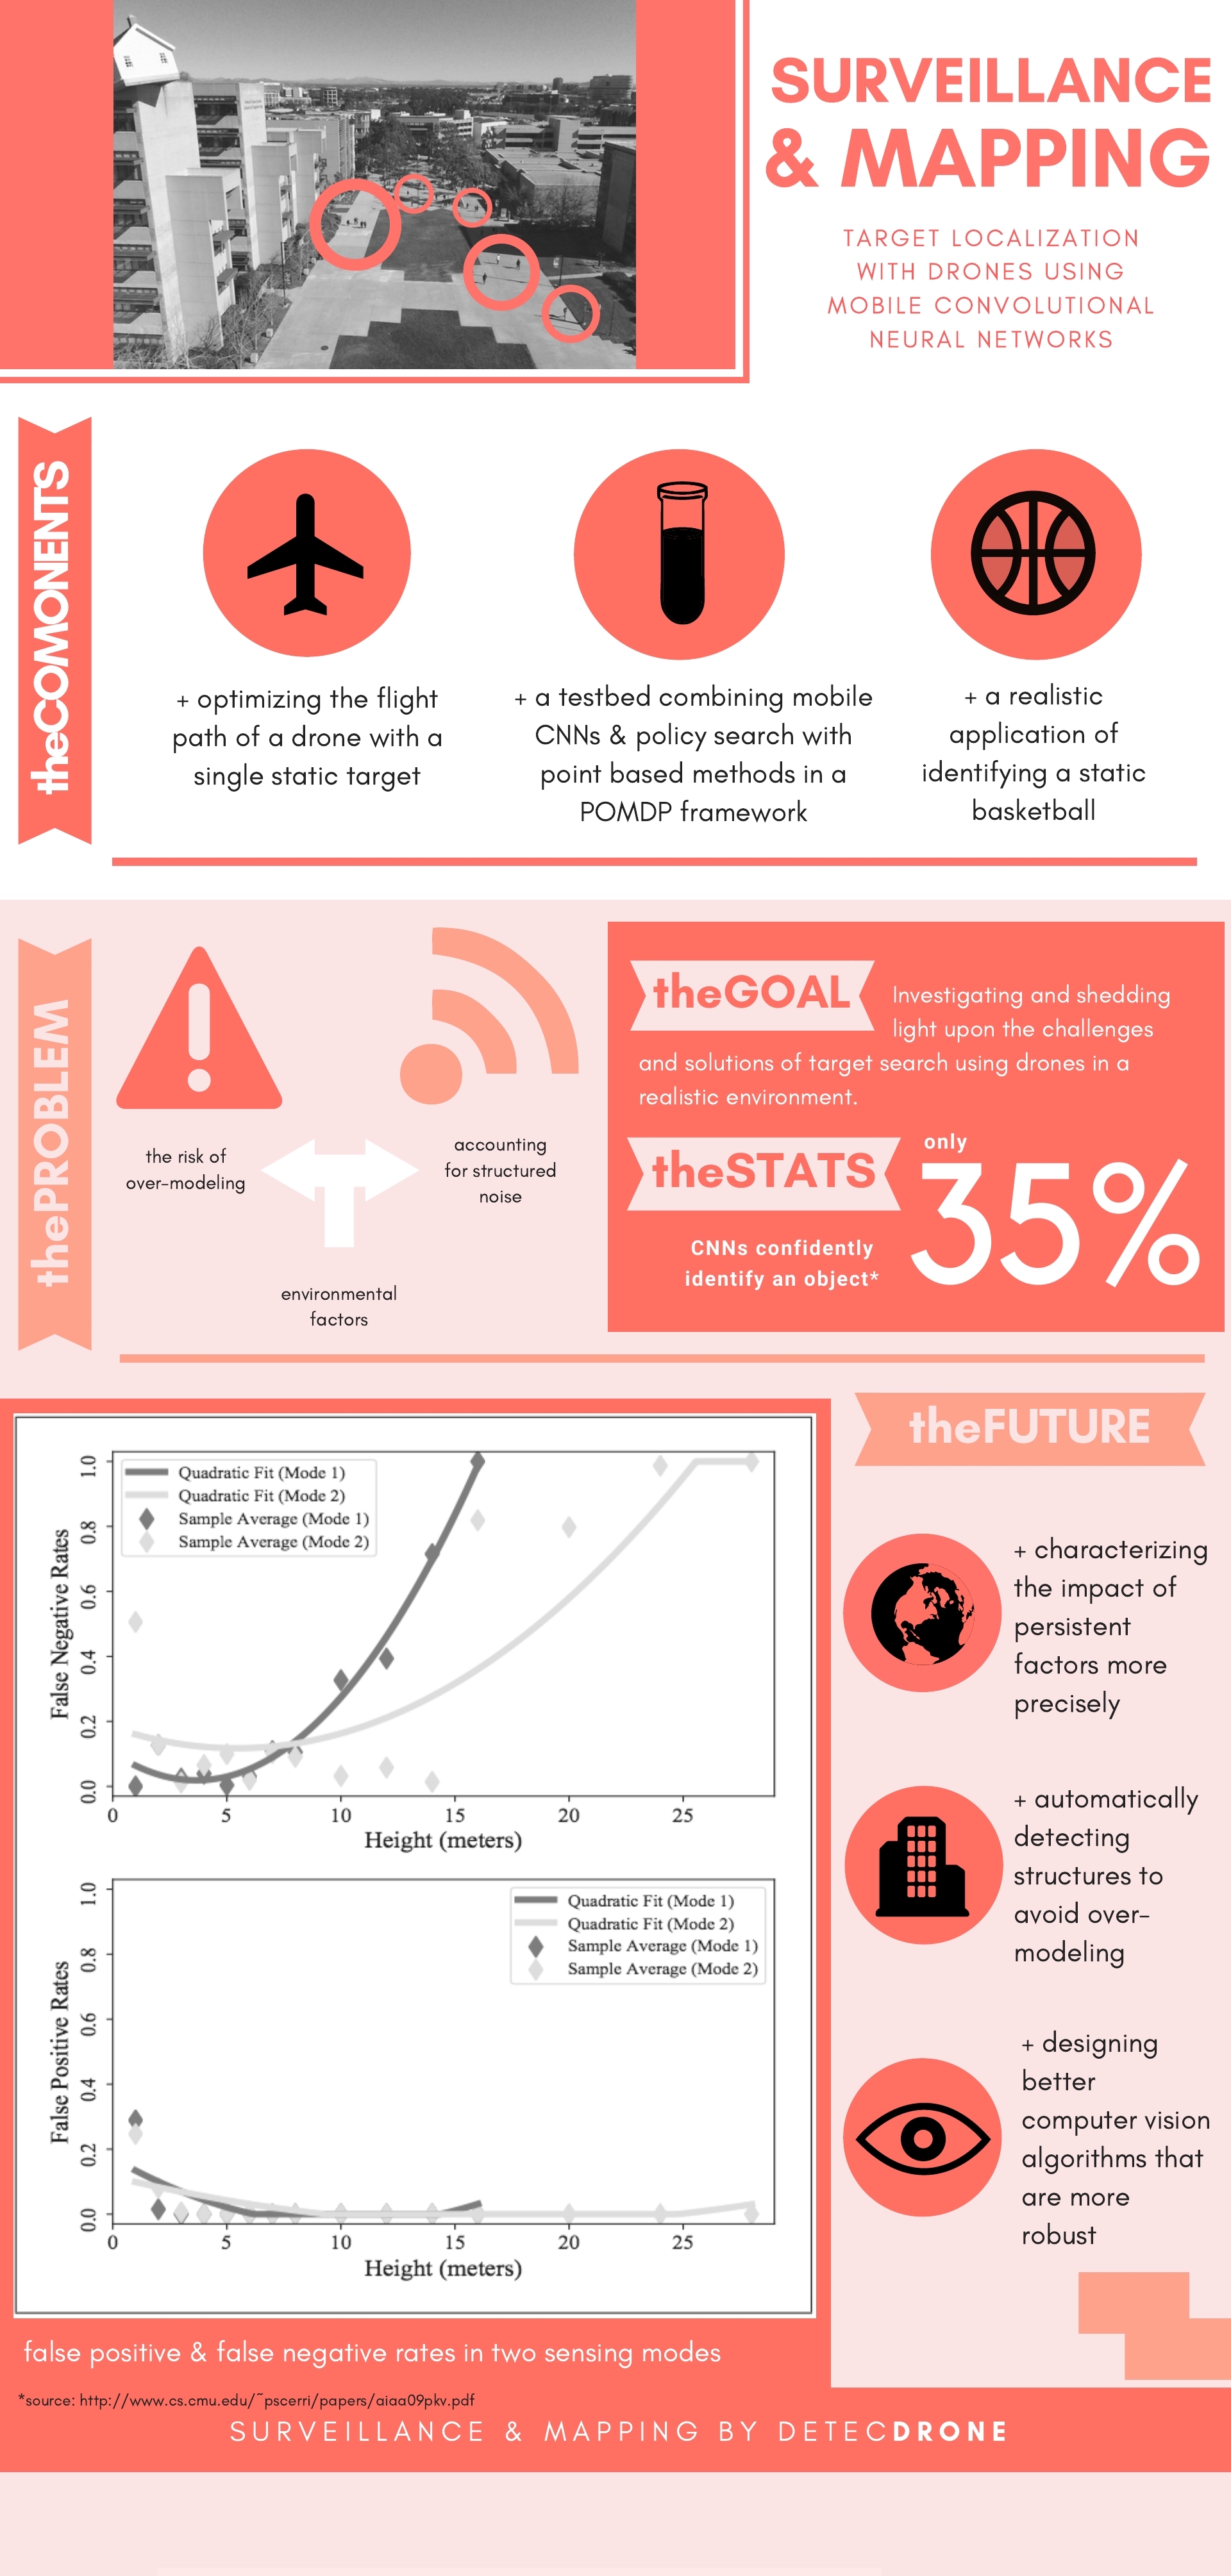 SURVEILLANCE
& MAPPING
TARGET LOCALIZATION
WITH DRONES USING
MOBILE CONVOLUTIONAL
NEURAL NETWORKS
theCOMONENTS
+ optimizing the flight
path of a drone with a
single static target
+ a testbed combining mobile
CNNs & policy search with
point based methods in a
POMDP framework
+ a realistic
application of
identifying a static
basketball
thePROBLEM
the risk of
over-modeling
accounting
for structured
noise
environmental
factors
theGOAL
Investigating and shedding
light upon the challenges
and solutions of target search using drones in a
realistic environment.
theSTATS
only
35%
CNNs confidently
identify an object*
Quadratic Fit (Mode 1)
Quadratic Fit (Mode 2)
Sample Average (Mode 1)
Sample Average (Mode 2)
False Negative Rates
1.0
0.8
0.6
0.4
0.2
0.0
0 5 10 15 20 25
Height (meters)
Quadratic Fit (Mode 1)
Quadratic Fit (Mode 2)
Sample Average (Mode 1)
Sample Average (Mode 2)
False Positive Rates
1.0
0.8
0.6
0.4
0.2
0.0
0 5 10 15 20 25
Height (meters)
false positive & false negative rates in two sensing modes
theFUTURE
+ characterizing
the impact of
persistent
factors more
precisely
+ automatically
detecting
structures to
avoid over-
modeling
+ designing
better
computer vision
algorithms that
are more
robust
*source: http://www.cs.cmu.edu/~pscerri/papers/aiaa09pkv.pdf
SURVEILLANCE & MAPPING BY DETECDRONE